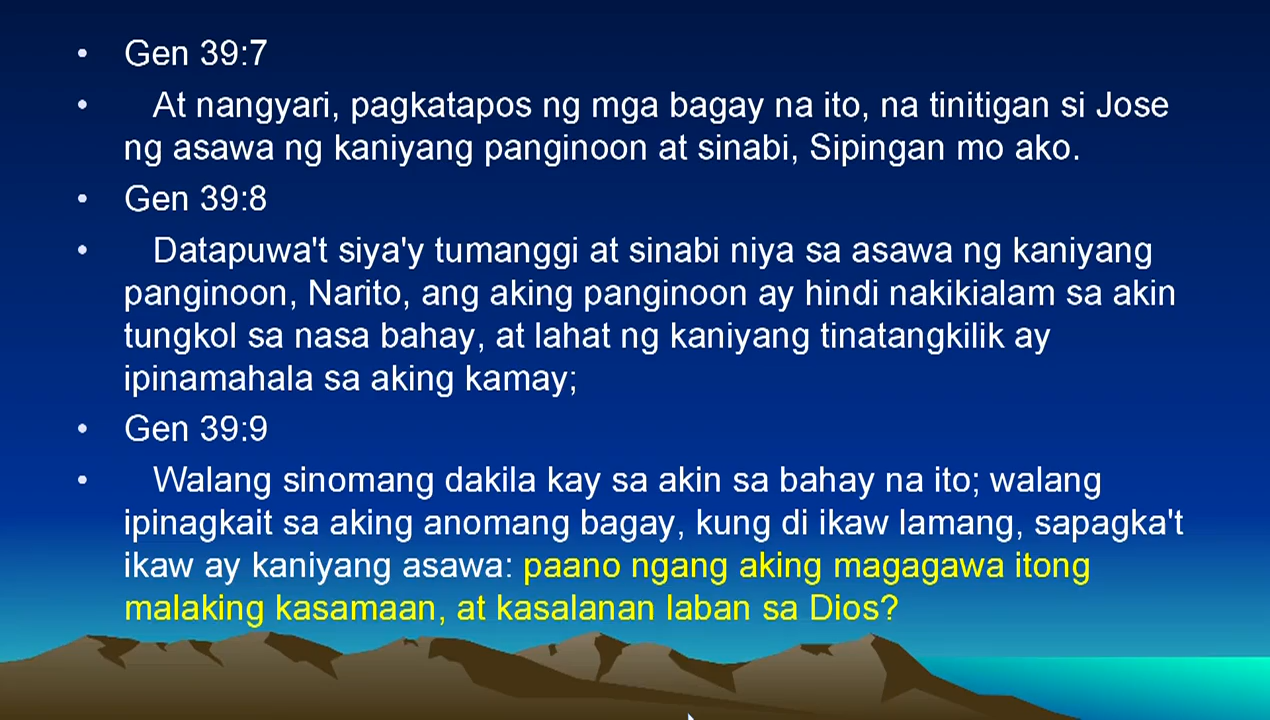 • Gen 39:7
• At nangyari, pagkatapos ng mga bagay na ito, na tinitigan si Jose
ng asawa ng kaniyang panginoon at sinabi, Sipingan mo ako.
• Gen 39:8
• Datapuwa't siya'y tumanggi at sinabi niya sa asawa ng kaniyang
panginoon, Narito, ang aking panginoon ay hindi nakikialam sa akin
tungkol sa nasa bahay, at lahat ng kaniyang tinatangkilik ay
ipinamahala sa aking kamay;
• Gen 39:9
• Walang sinomang dakila kay sa akin sa bahay na ito; walang
ipinagkait sa aking anomang bagay, kung di ikaw lamang, sapagka't
ikaw ay kaniyang asawa: paano ngang aking magagawa itong
malaking kasamaan, at kasalanan laban sa Dios?